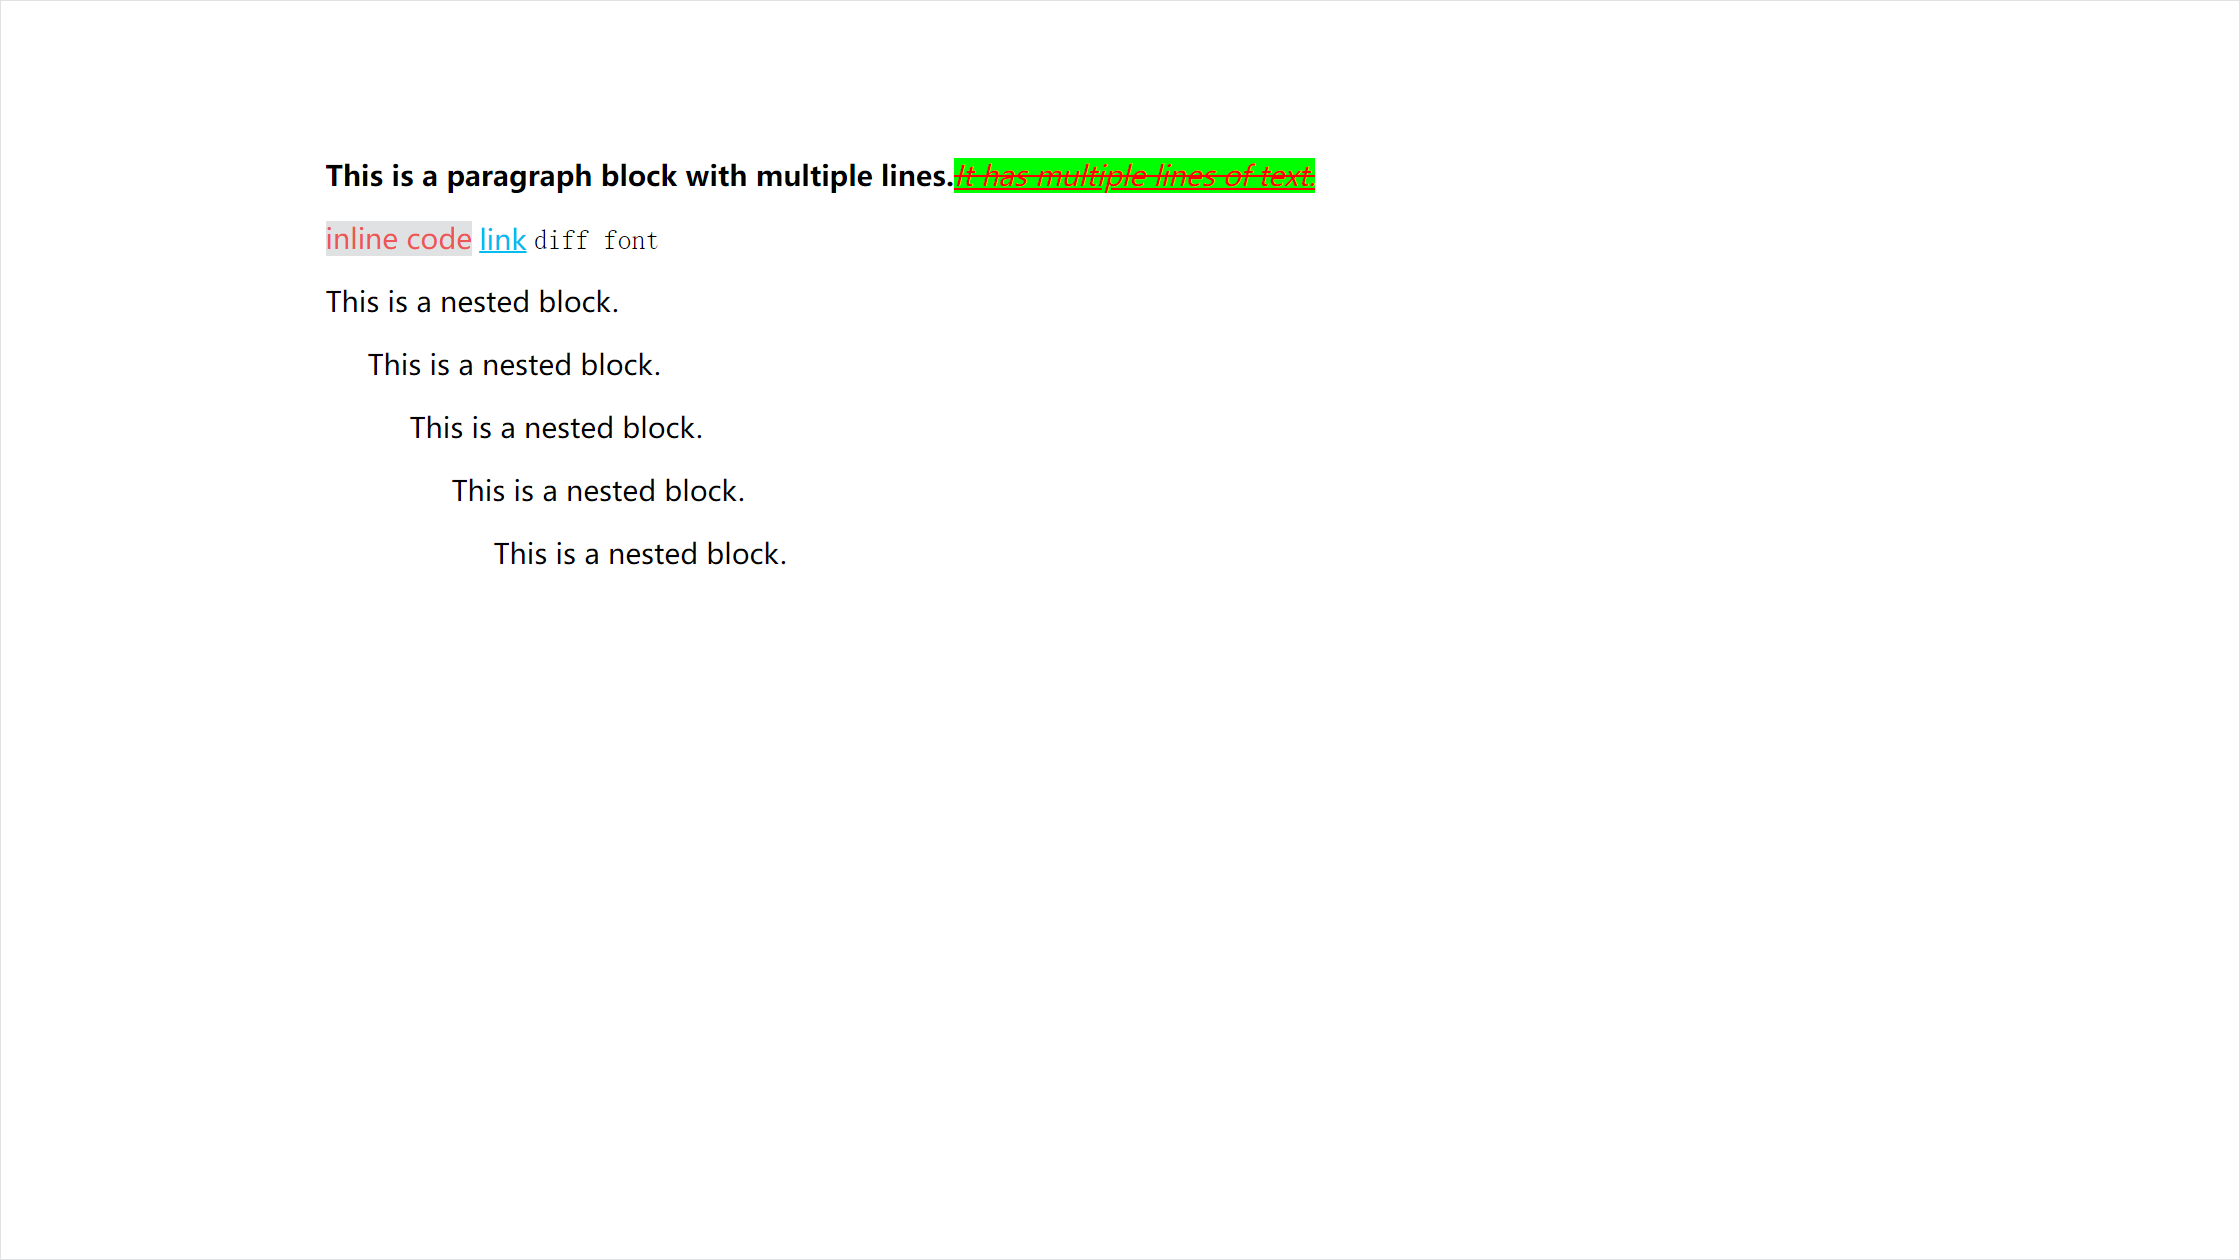 This is a paragraph block with multiple lines.It has multiple lines of text.
inline code link diff font
This is a nested block.
This is a nested block.
This is a nested block.
This is a nested block.
This is a nested block.